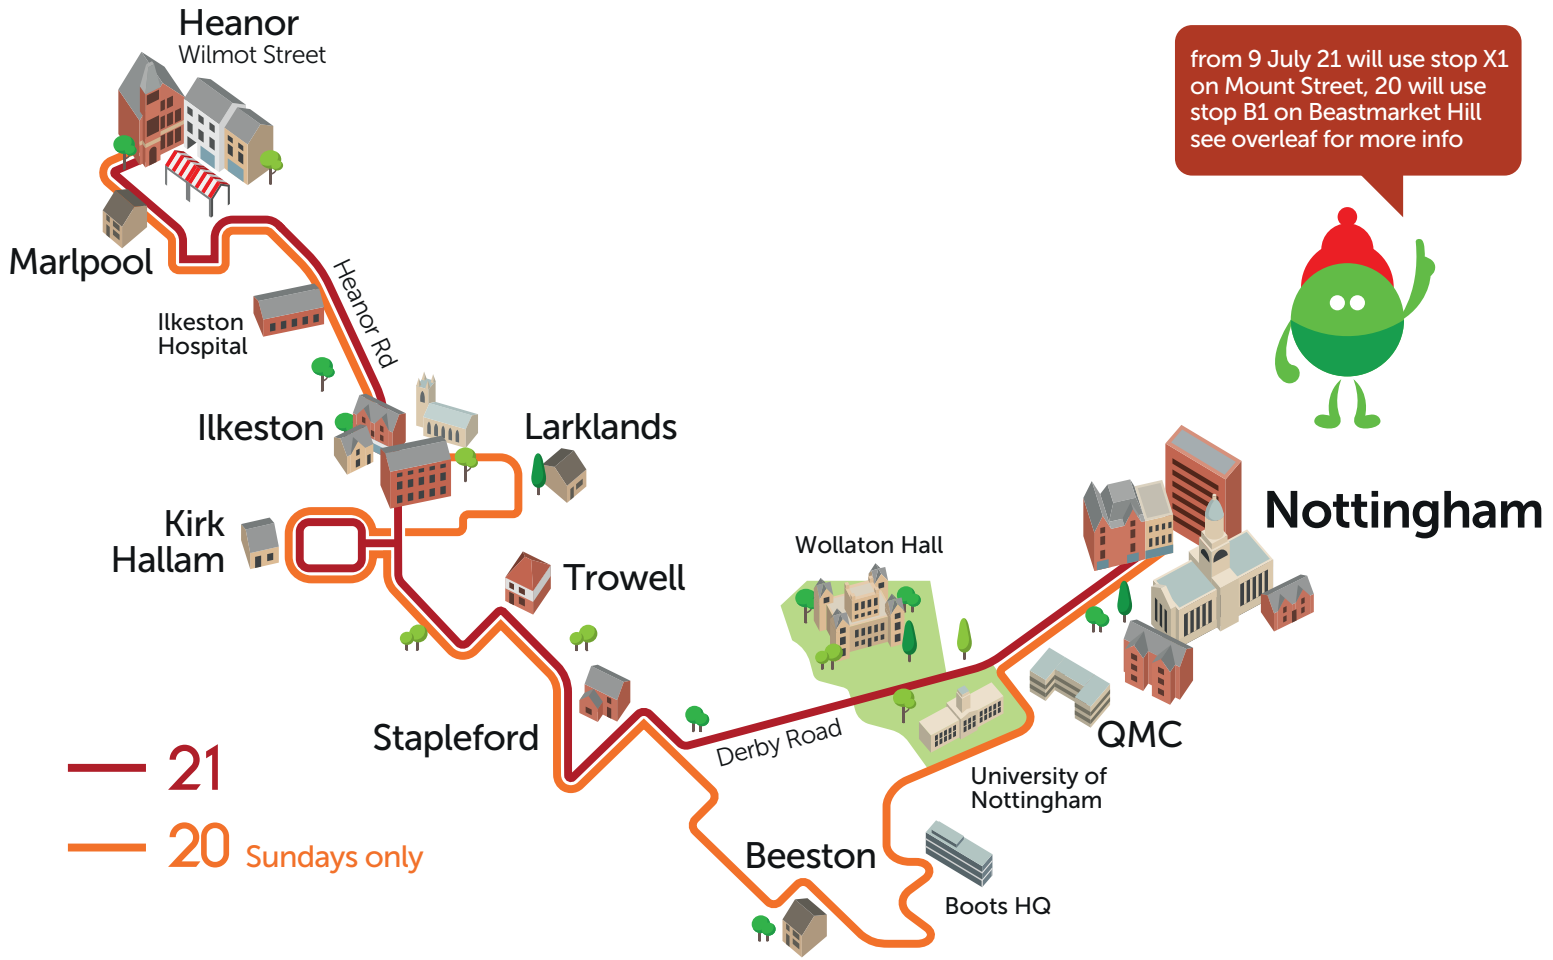 Heanor
Wilmot Street
from 9 July 21 will use stop X1
on Mount Street, 20 will use
stop B1 on Beastmarket Hill
see overleaf for more info
Marlpool
Heanor Rd
Ilkeston
Hospital
Ilkeston
Larklands
Kirk
Hallam
Trowell
Wollaton Hall
Nottingham
Stapleford
Derby Road
QMC
University of
Nottingham
21
20 Sundays only
Beeston
Boots HQ